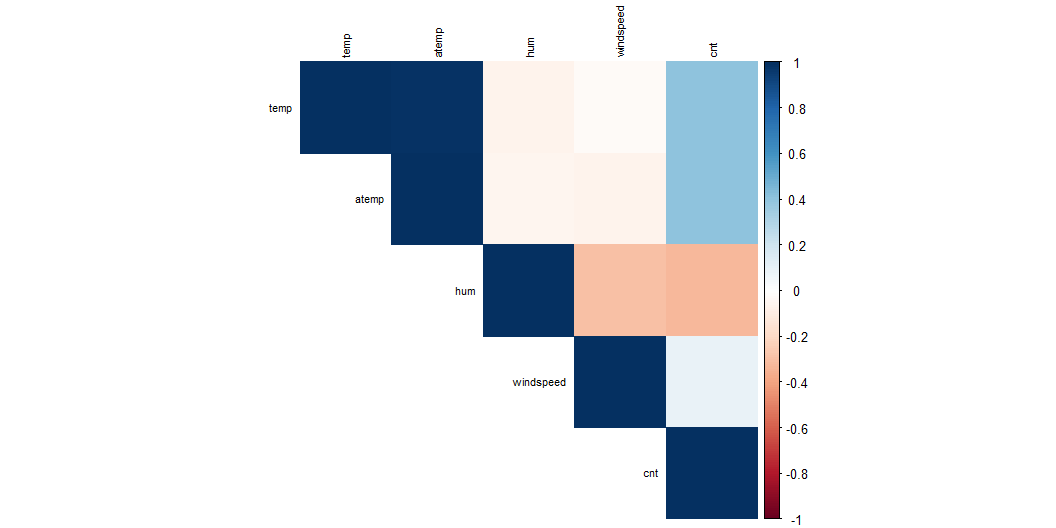 temp
atemp
hum
windspeed
cnt
temp
atemp
hum
windspeed
cnt
1
0.8
0.6
0.4
0.2
0
-0.2
-0.4
-0.6
-0.8
-1